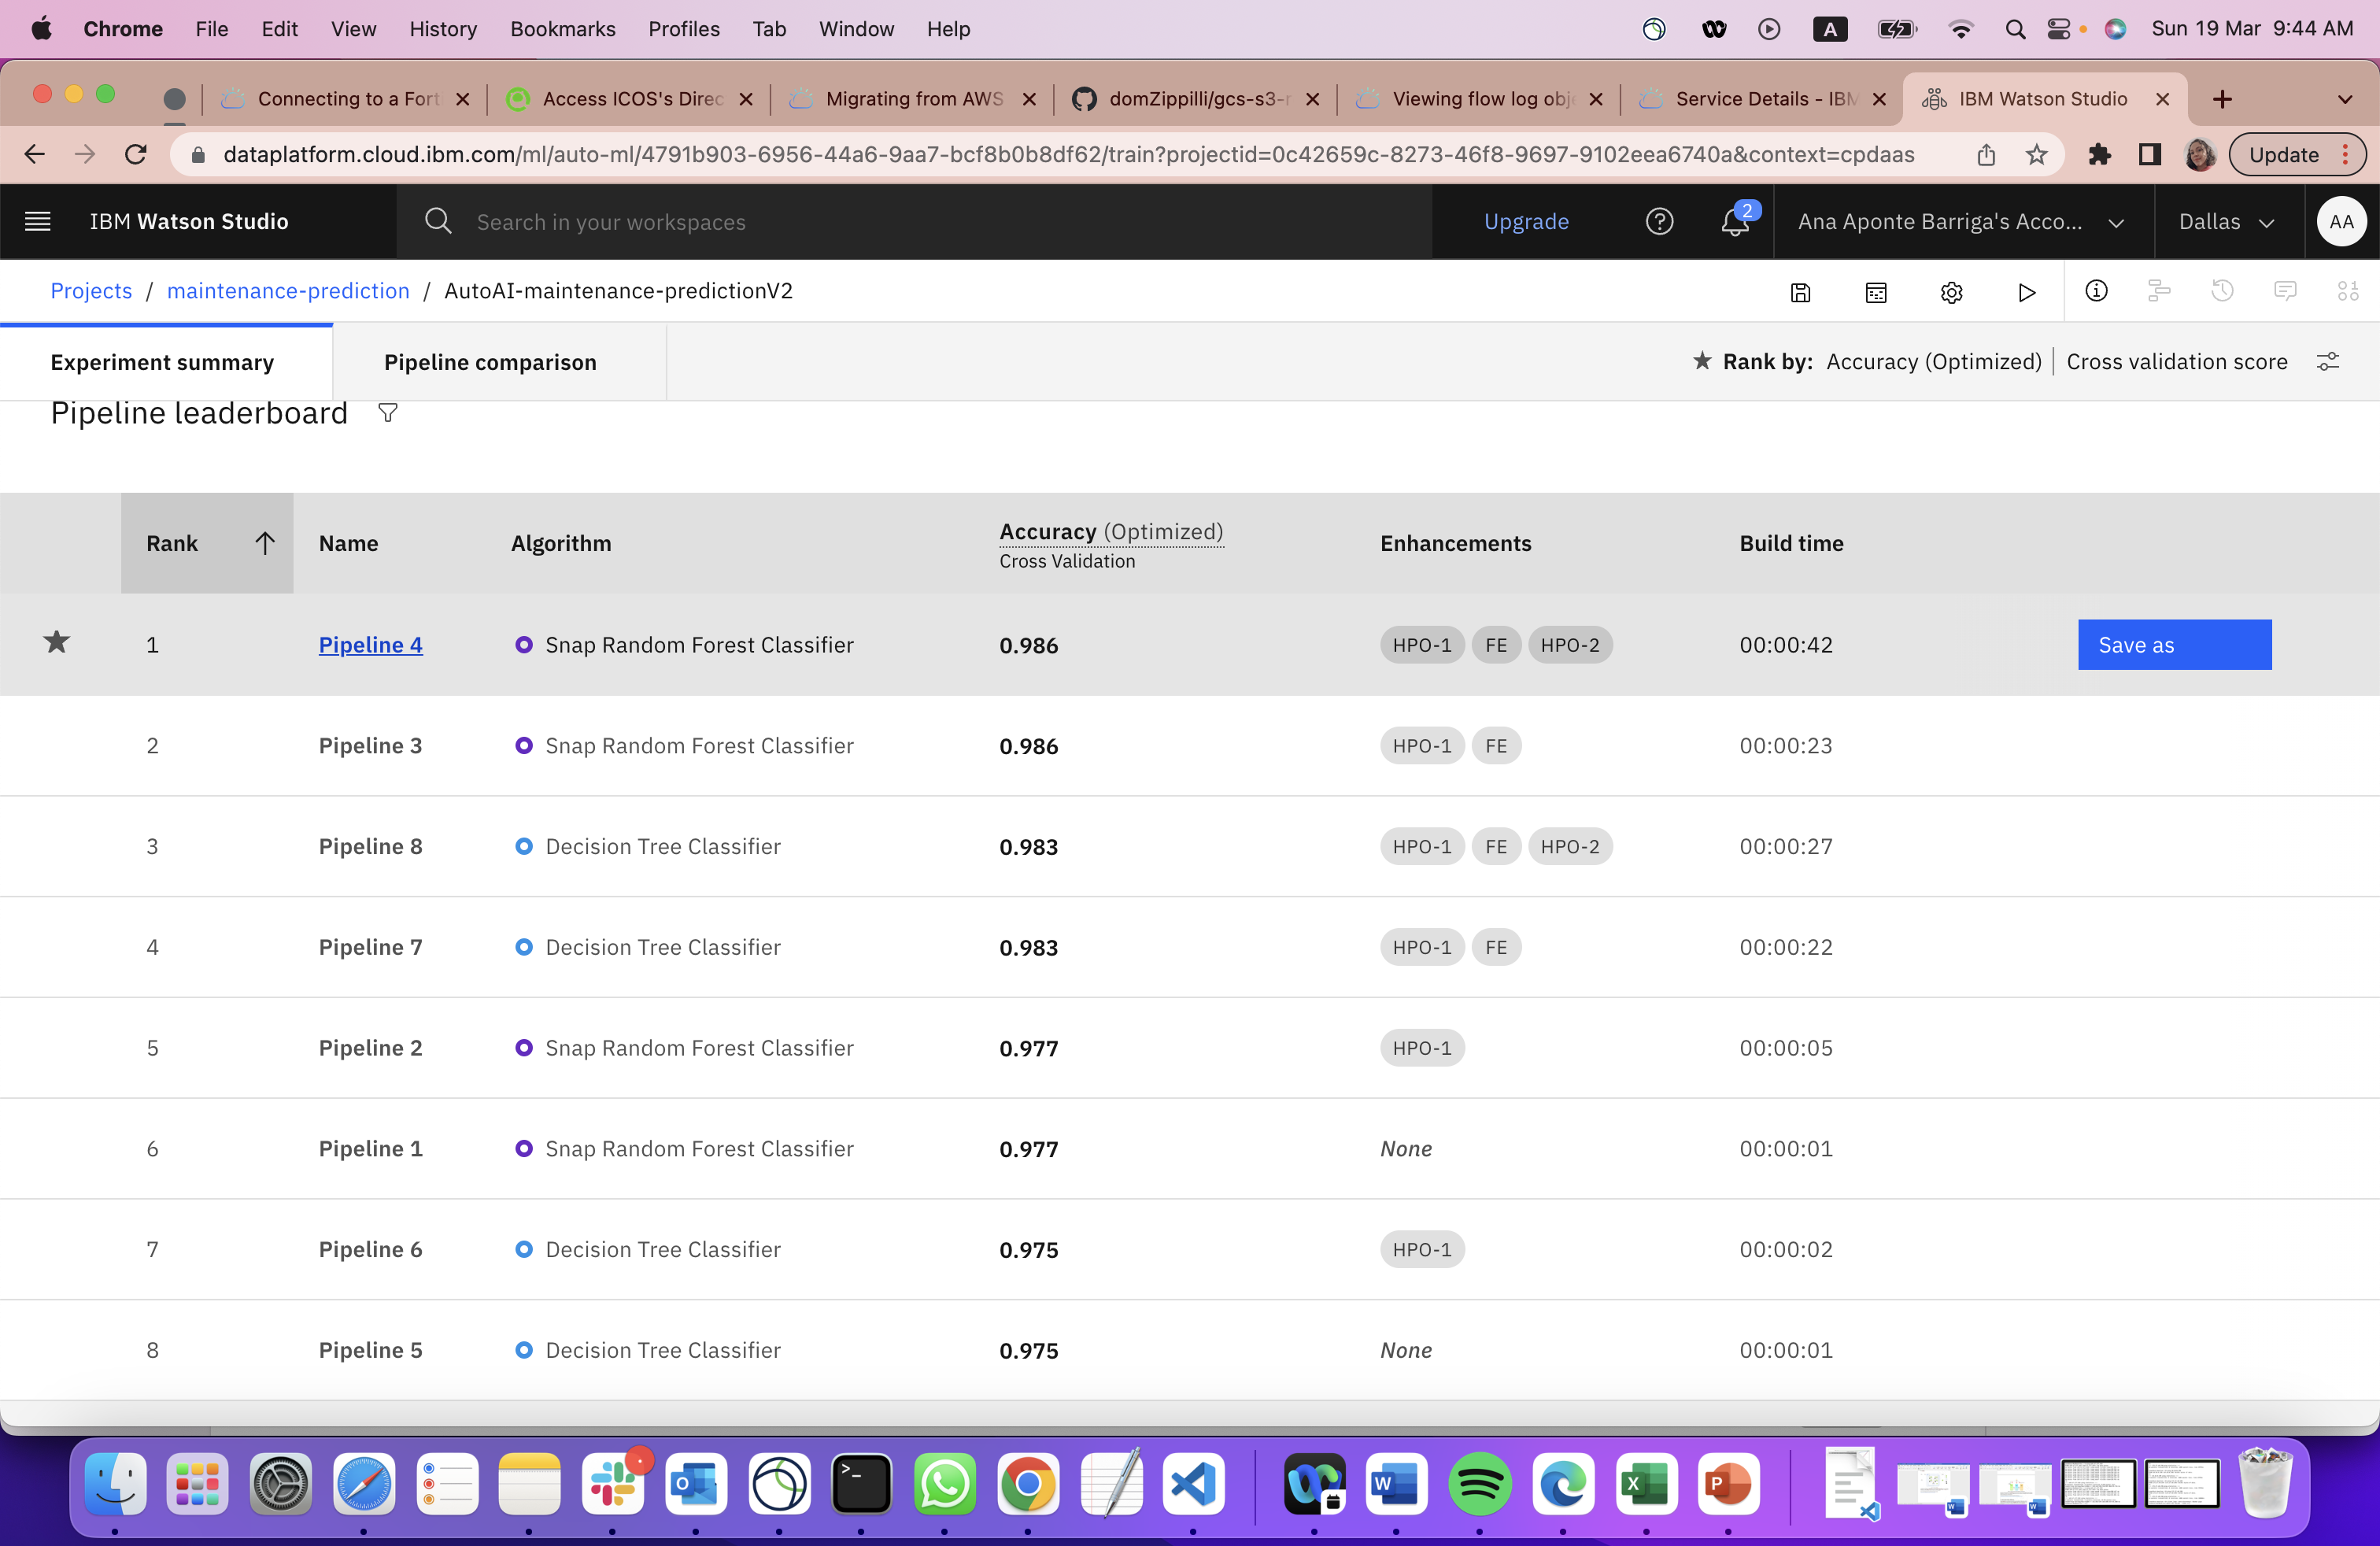 Chrome File Edit View History Bookmarks Profiles Tab Window Help A Sun 19 Mar 9:44 AM
Connecting to a Fort Access ICOS's Direc Migrating from AWS domZippilli/gcs-s3-r Viewing flow log obj Service Details - IBM IBM Watson Studio
dataplatform.cloud.ibm.com/ml/auto-ml/4791b903-6956-44a6-9aa7-bcf8b0b8df62/train?projectid=0c42659c-8273-46f8-9697-9102eea6740a&context=cpdaas Update
IBM Watson Studio Search in your workspaces Upgrade 2 Ana Aponte Barriga's Acco... Dallas AA
Projects / maintenance-prediction / AutoAI-maintenance-predictionV2
Experiment summary Pipeline comparison Rank by: Accuracy (Optimized) | Cross validation score
Pipeline leaderboard
Rank Name Algorithm Accuracy (Optimized) Enhancements Build time
Cross Validation
1 Pipeline 4 Snap Random Forest Classifier 0.986 HPO-1 FE HPO-2 00:00:42 Save as
2 Pipeline 3 Snap Random Forest Classifier 0.986 HPO-1 FE 00:00:23
3 Pipeline 8 Decision Tree Classifier 0.983 HPO-1 FE HPO-2 00:00:27
4 Pipeline 7 Decision Tree Classifier 0.983 HPO-1 FE 00:00:22
5 Pipeline 2 Snap Random Forest Classifier 0.977 HPO-1 00:00:05
6 Pipeline 1 Snap Random Forest Classifier 0.977 None 00:00:01
7 Pipeline 6 Decision Tree Classifier 0.975 HPO-1 00:00:02
8 Pipeline 5 Decision Tree Classifier 0.975 None 00:00:01